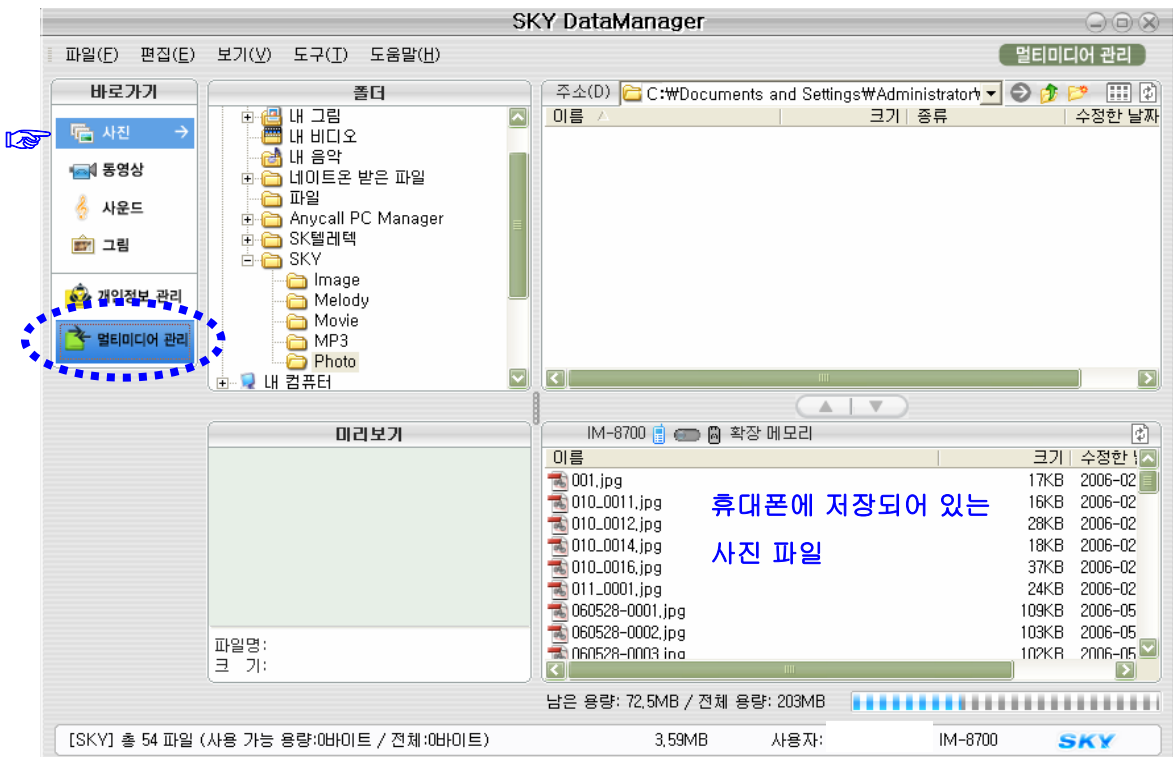 SKY DataManager
파일(F) 편집(E) 보기(V) 도구(T) 도움말(H)
멀티미디어 관리
바로가기
사진
동영상
사운드
그림
개인정보 관리
멀티미디어 관리
폴더
내 그림
내 비디오
내 음악
네이트온 받은 파일
파일
Anycall PC Manager
SK텔레텍
SKY
Image
Melody
Movie
MP3
Photo
내 컴퓨터
주소(D) C:₩Documents and Settings₩Administrator₩
이름 크기 종류 수정한 날짜
미리보기
파일명:
크 기:
IM-8700 확장 메모리
이름 크기 수정한
001.jpg 17KB 2006-02
010_0011.jpg 16KB 2006-02
010_0012.jpg 28KB 2006-02
010_0014.jpg 18KB 2006-02
010_0016.jpg 37KB 2006-02
011_0001.jpg 24KB 2006-02
060528-0001.jpg 109KB 2006-05
060528-0002.jpg 103KB 2006-05
060528-0003.jpg 102KB 2006-05
휴대폰에 저장되어 있는
사진 파일
남은 용량: 72.5MB / 전체 용량: 203MB
[SKY] 총 54 파일 (사용 가능 용량:0바이트 / 전체:0바이트) 3.59MB 사용자: IM-8700 SKY